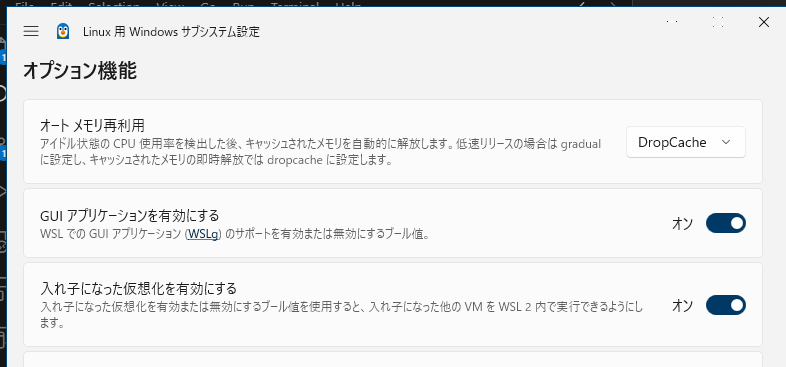 File Edit Selection View Go Run Terminal Help
Linux 用 Windows サブシステム設定
オプション機能
オート メモリ再利用
アイドル状態の CPU 使用率を検出した後、キャッシュされたメモリを自動的に解放します。低速リリースの場合は gradual
に設定し、キャッシュされたメモリの即時解放では dropcache に設定します。
DropCache
GUI アプリケーションを有効にする
WSL での GUI アプリケーション (WSLg) のサポートを有効または無効にするブール値。
オン
入れ子になった仮想化を有効にする
入れ子になった仮想化を有効または無効にするブール値を使用すると、入れ子になった他の VM を WSL 2 内で実行できるようにし
ます。
オン